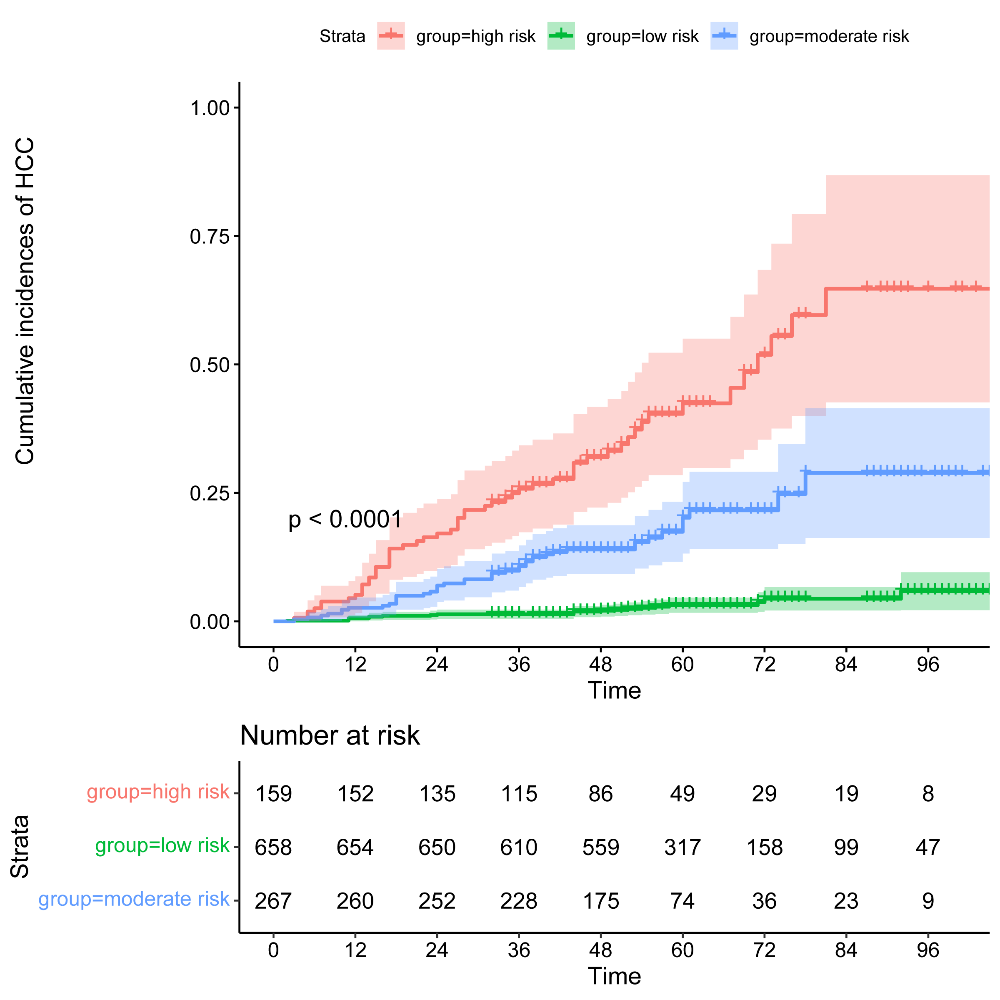 Strata group=high risk group=low risk group=moderate risk
Cumulative incidences of HCC
1.00
0.75
0.50
0.25
0.00
p < 0.0001
0 12 24 36 48 60 72 84 96
Time
Number at risk
Strata
group=high risk 159 152 135 115 86 49 29 19 8
group=low risk 658 654 650 610 559 317 158 99 47
group=moderate risk 267 260 252 228 175 74 36 23 9
0 12 24 36 48 60 72 84 96
Time